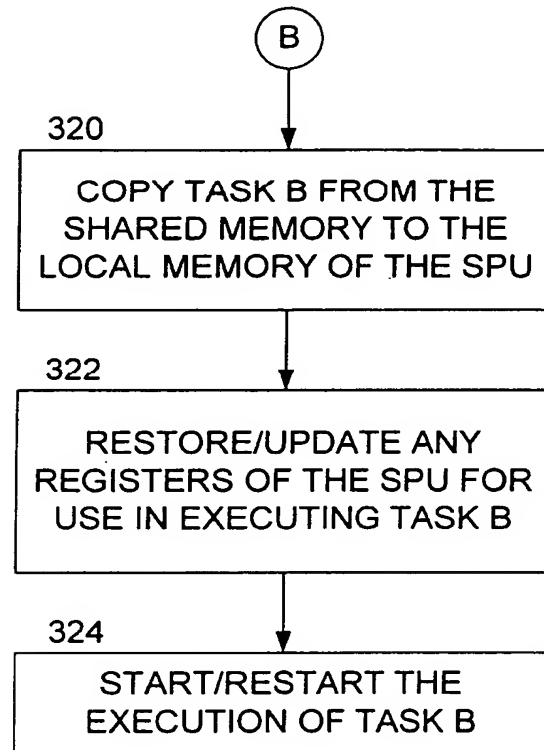 B
320
COPY TASK B FROM THE
SHARED MEMORY TO THE
LOCAL MEMORY OF THE SPU
322
RESTORE/UPDATE ANY
REGISTERS OF THE SPU FOR
USE IN EXECUTING TASK B
324
START/RESTART THE
EXECUTION OF TASK B